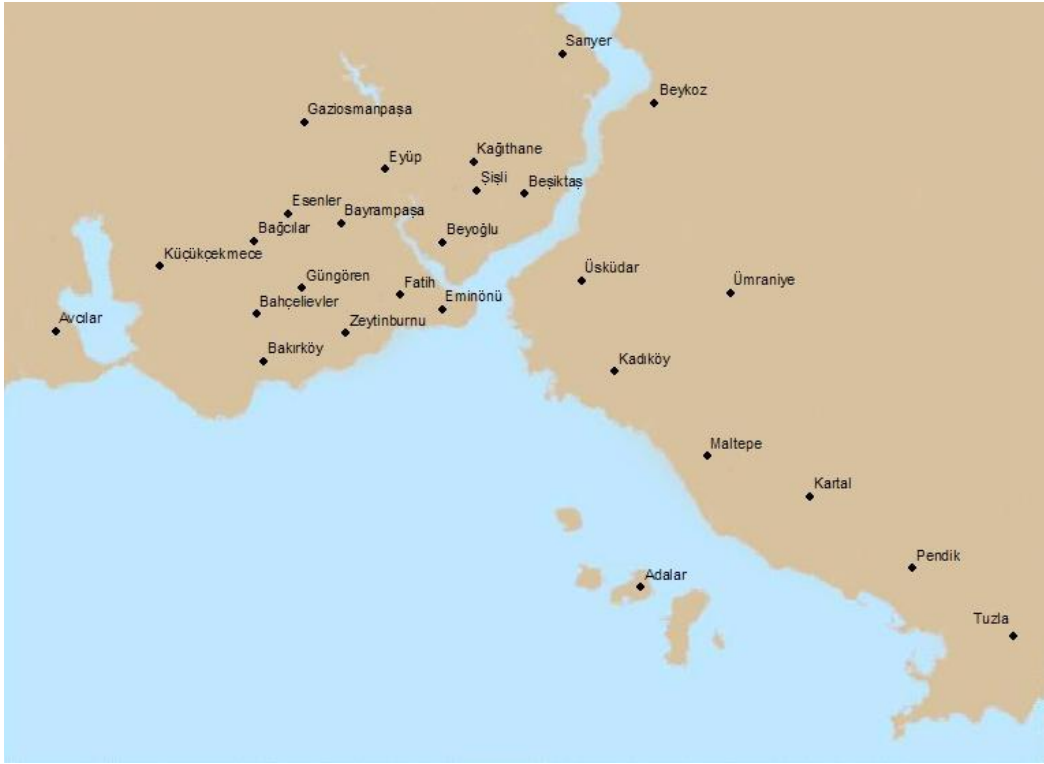 Sarıyer
Beykoz
Gaziosmanpaşa
Kağıthane
Eyüp
Şişli
Beşiktaş
Esenler
Bayrampaşa
Bağcılar
Beyoğlu
Küçükçekmece
Üsküdar
Ümraniye
Güngören
Fatih
Eminönü
Bahçelievler
Avcılar
Zeytinburnu
Bakırköy
Kadıköy
Maltepe
Kartal
Pendik
Adalar
Tuzla